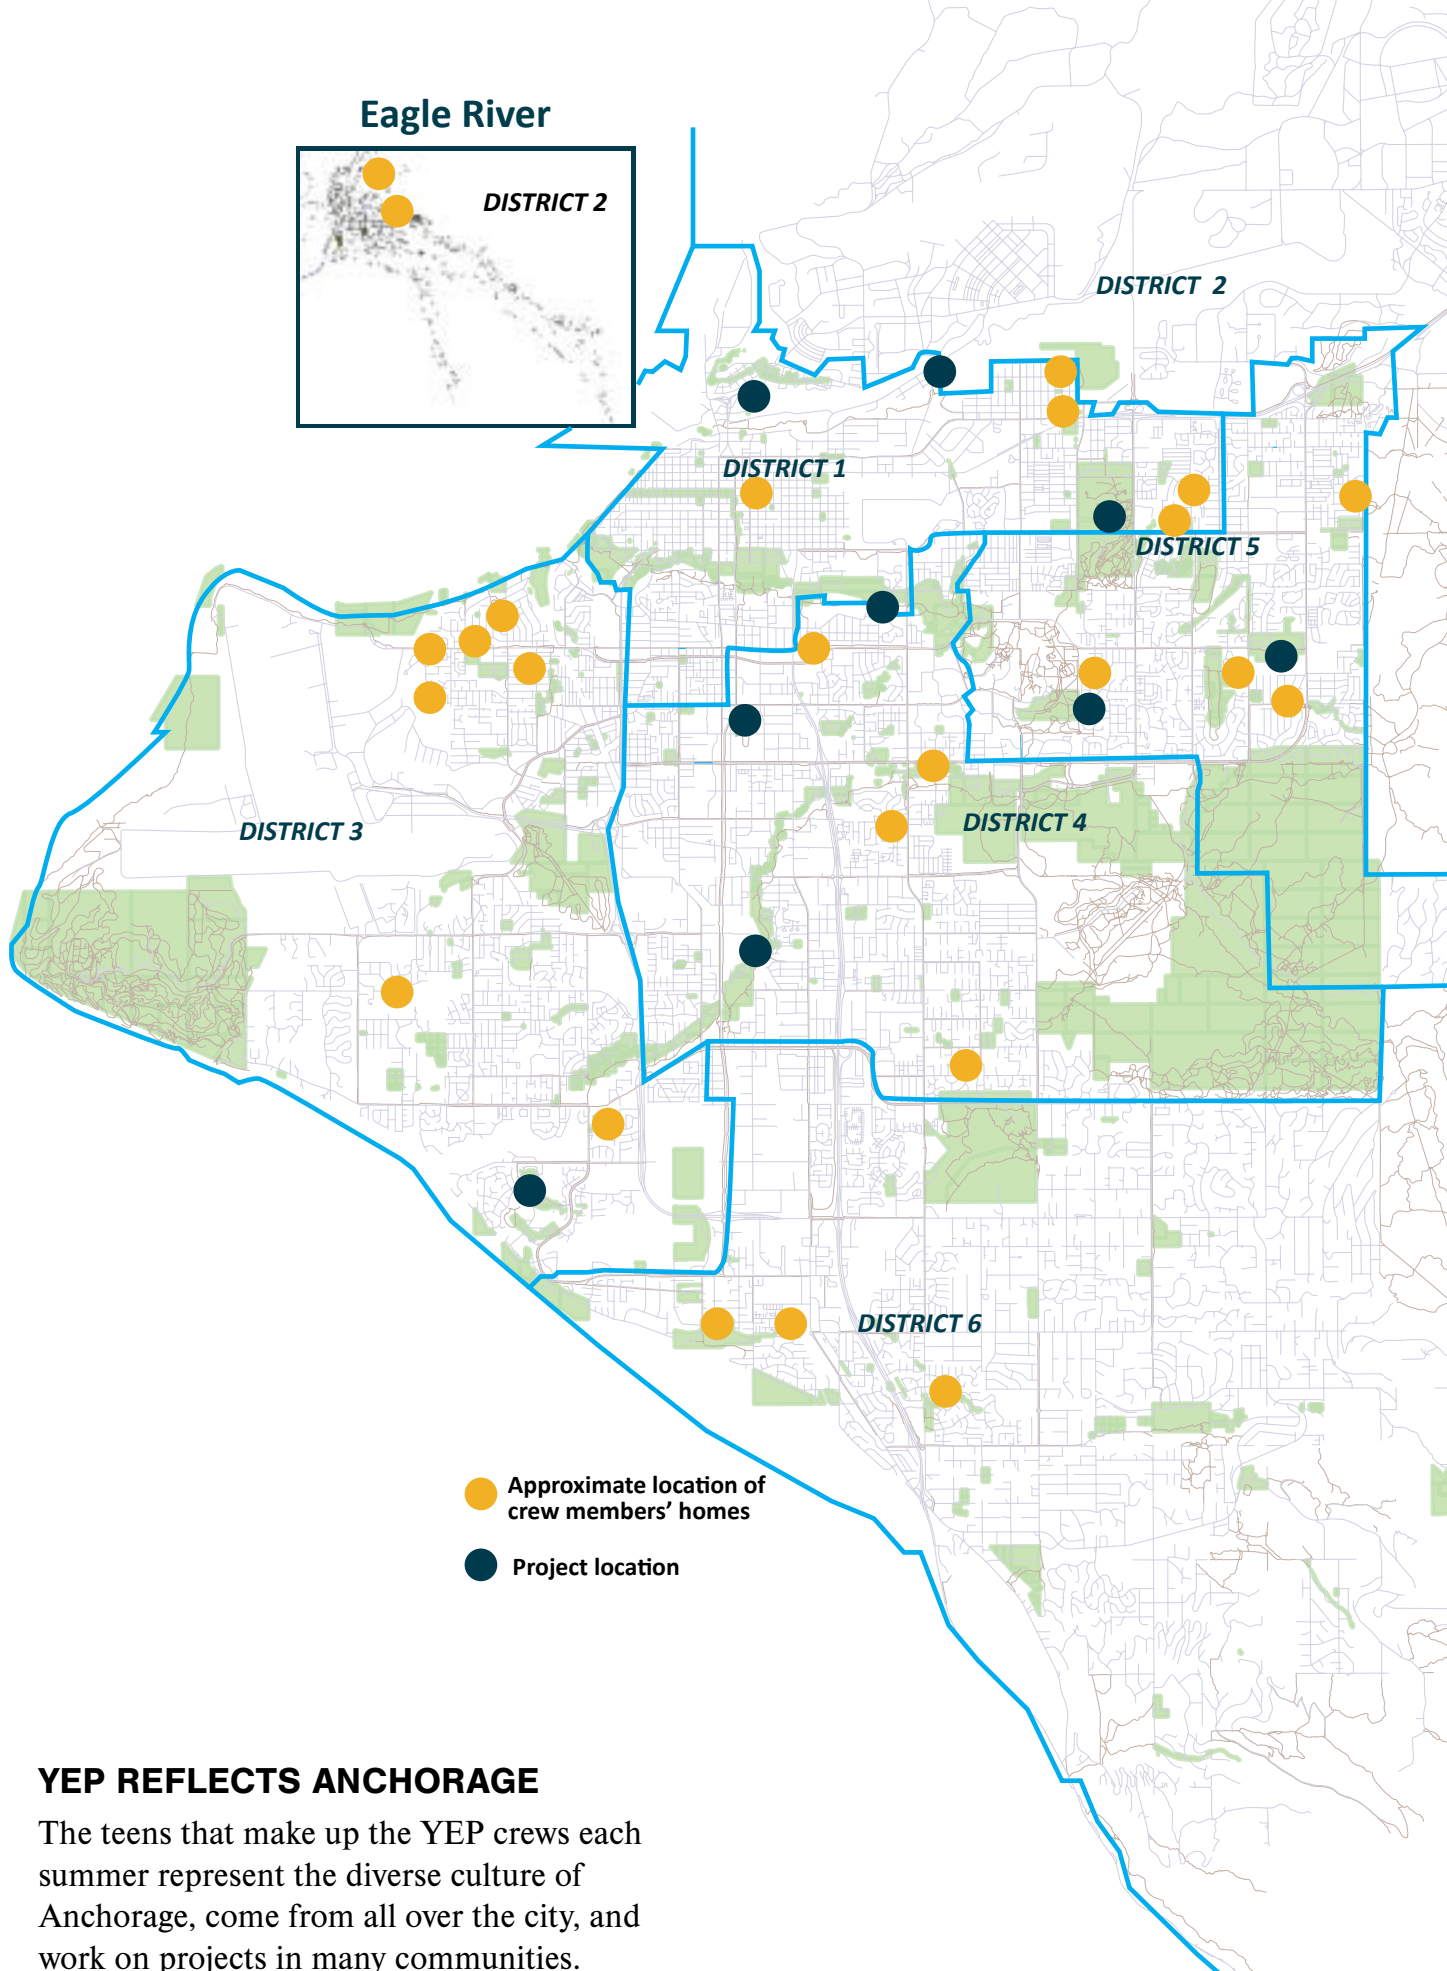 Eagle River
DISTRICT 2
DISTRICT 2
DISTRICT 1
DISTRICT 5
DISTRICT 3
DISTRICT 4
DISTRICT 6
Approximate location of
crew members’ homes
Project location
YEP REFLECTS ANCHORAGE
The teens that make up the YEP crews each
summer represent the diverse culture of
Anchorage, come from all over the city, and
work on projects in many communities.